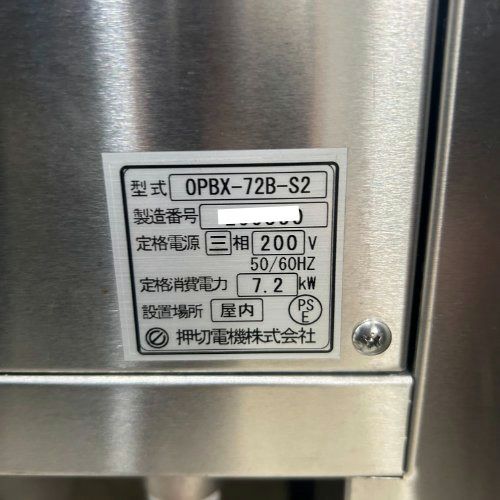 型式 OPBX-72B-S2
製造番号
定格電源 三相 200 V
50/60HZ
定格消費電力 7.2 kW
設置場所 屋内 PSE
押切電機株式会社